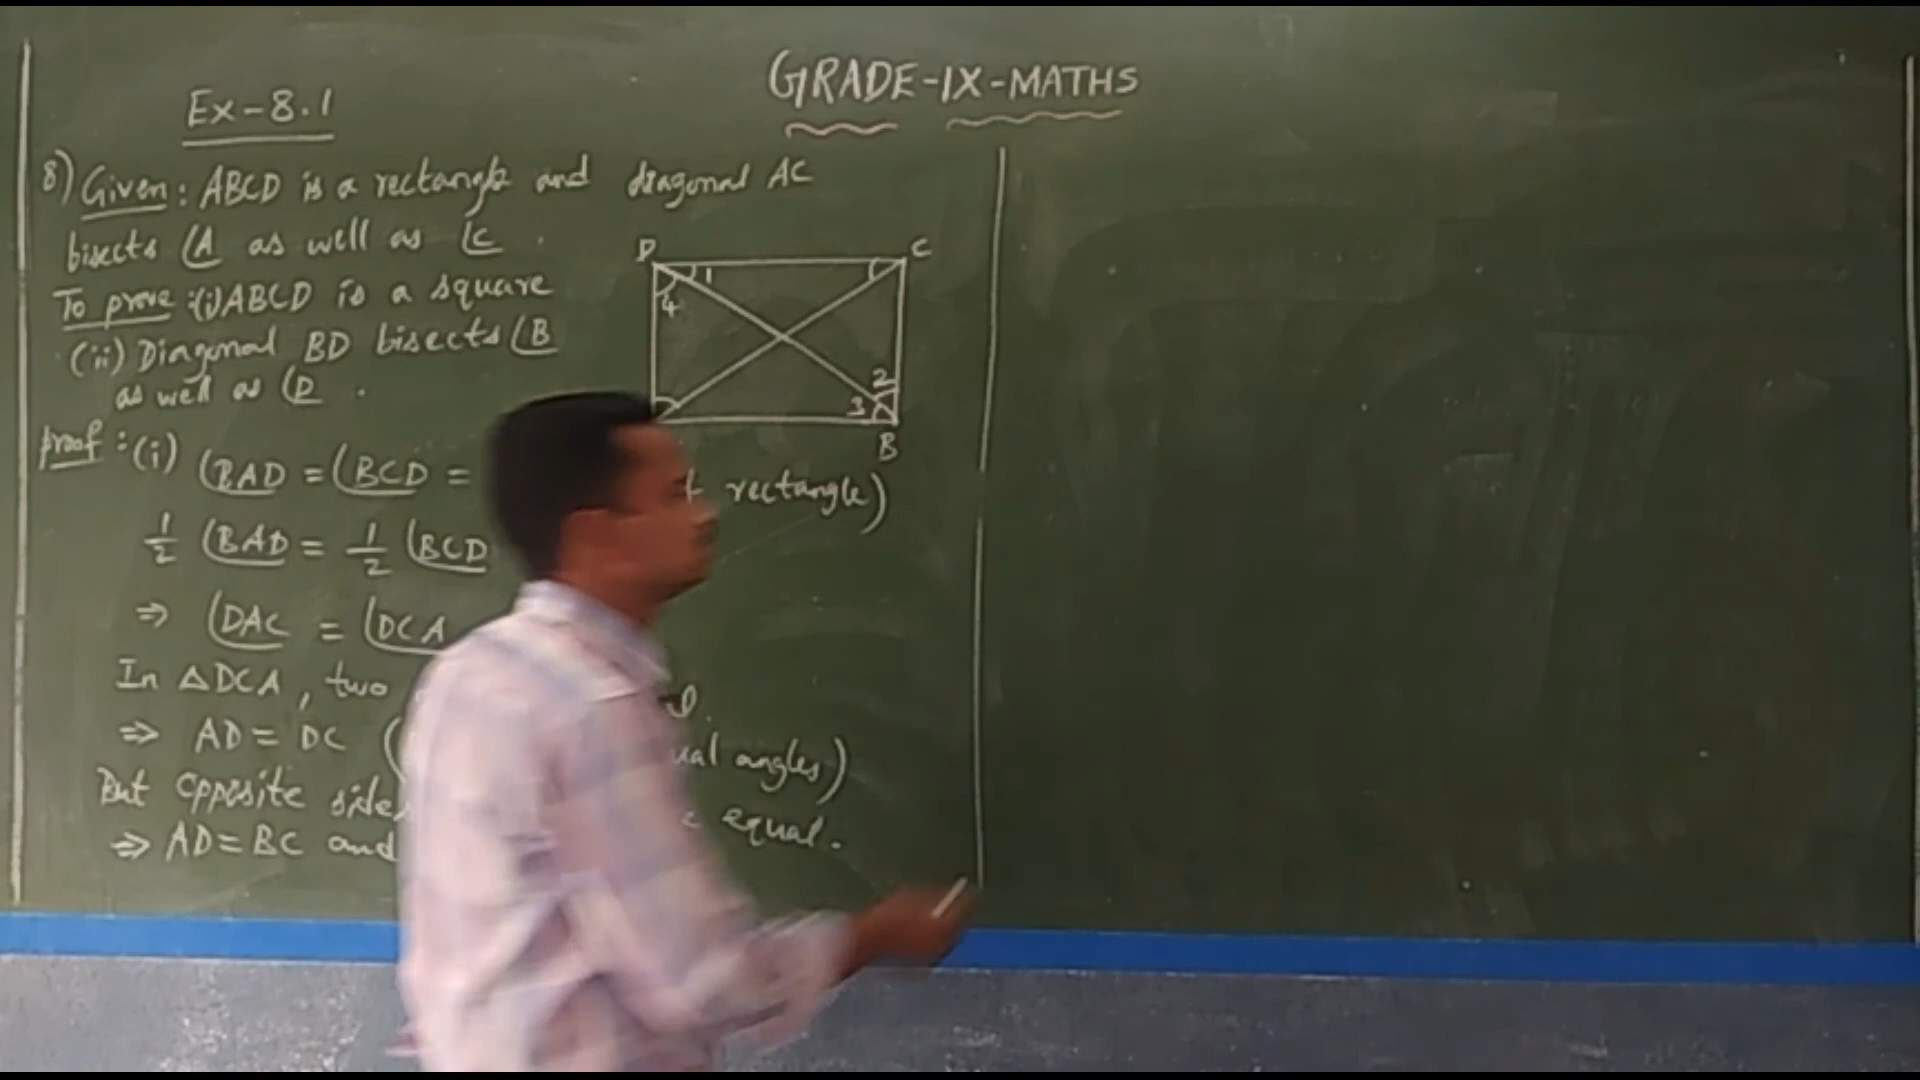 GRADE-IX-MATHS
Ex-8.1
8) Given: ABCD is a rectangle and diagonal AC
bisects ∠A as well as ∠C.
To prove: (i) ABCD is a square
(ii) Diagonal BD bisects ∠B
as well as ∠D.
D C
1
4
2
3
B
Proof: (i) ∠BAD = ∠BCD = rectangle)
1/2 ∠BAD = 1/2 ∠BCD
⇒ ∠DAC = ∠DCA
In △DCA, two
⇒ AD = DC ( angles)
But opposite sides equal.
⇒ AD = BC and